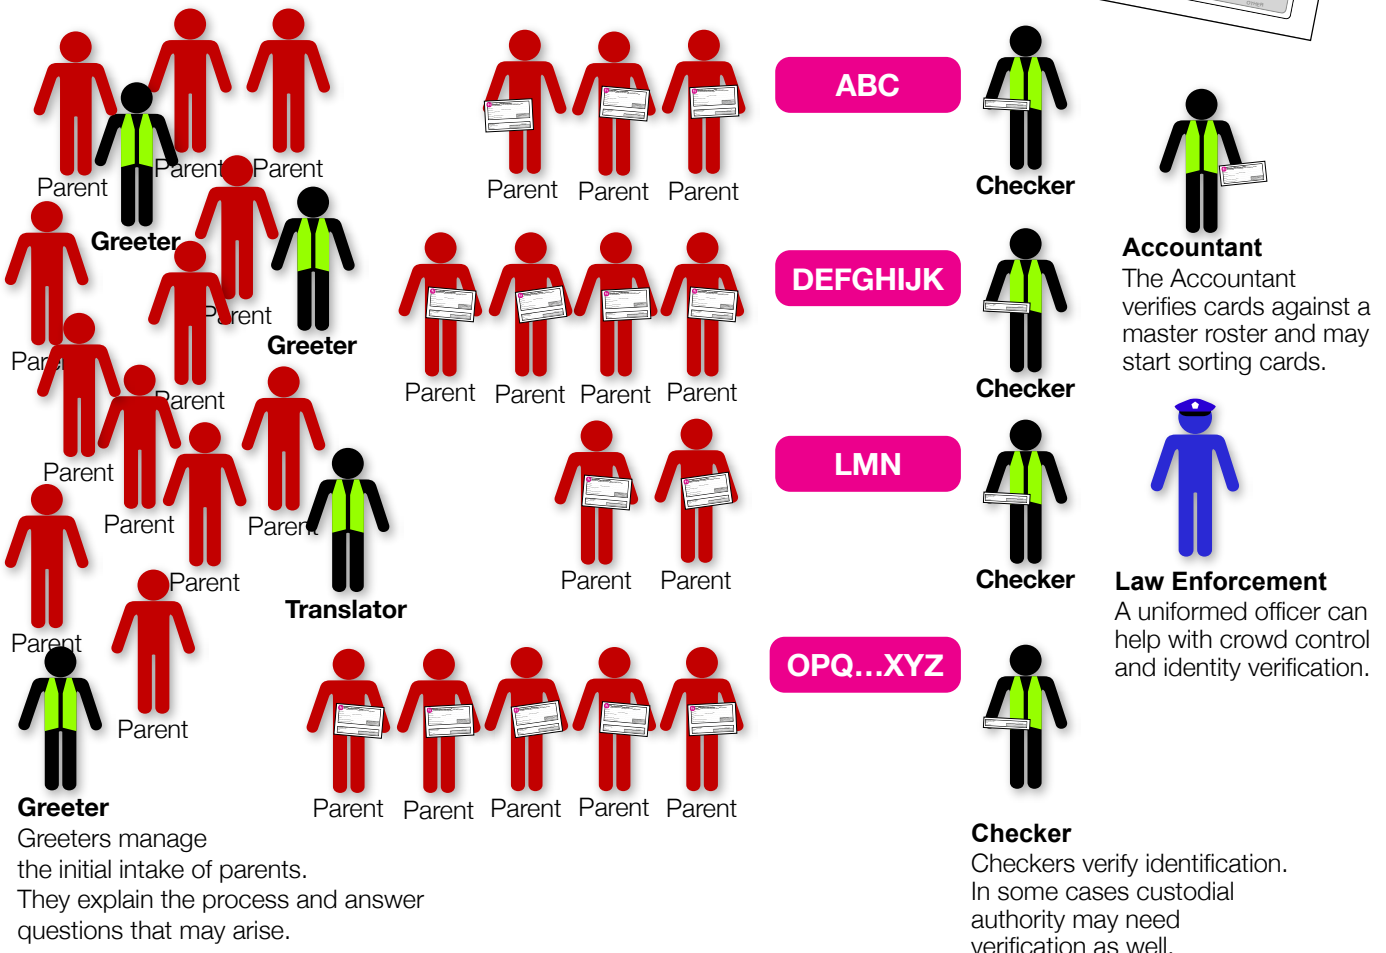 Parent
Parent
Parent
Greeter
Parent
Greeter
Parent
Parent
Parent
Parent
Parent
Parent
Parent
Translator
Parent
Greeter
Greeters manage
the initial intake of parents.
They explain the process and answer
questions that may arise.
Parent Parent Parent
ABC
Checker
Parent Parent Parent Parent
DEFGHIJK
Checker
Parent Parent
LMN
Checker
Parent Parent Parent Parent Parent
OPQ...XYZ
Checker
Checkers verify identification.
In some cases custodial
authority may need
verification as well.
Accountant
The Accountant
verifies cards against a
master roster and may
start sorting cards.
Law Enforcement
A uniformed officer can
help with crowd control
and identity verification.